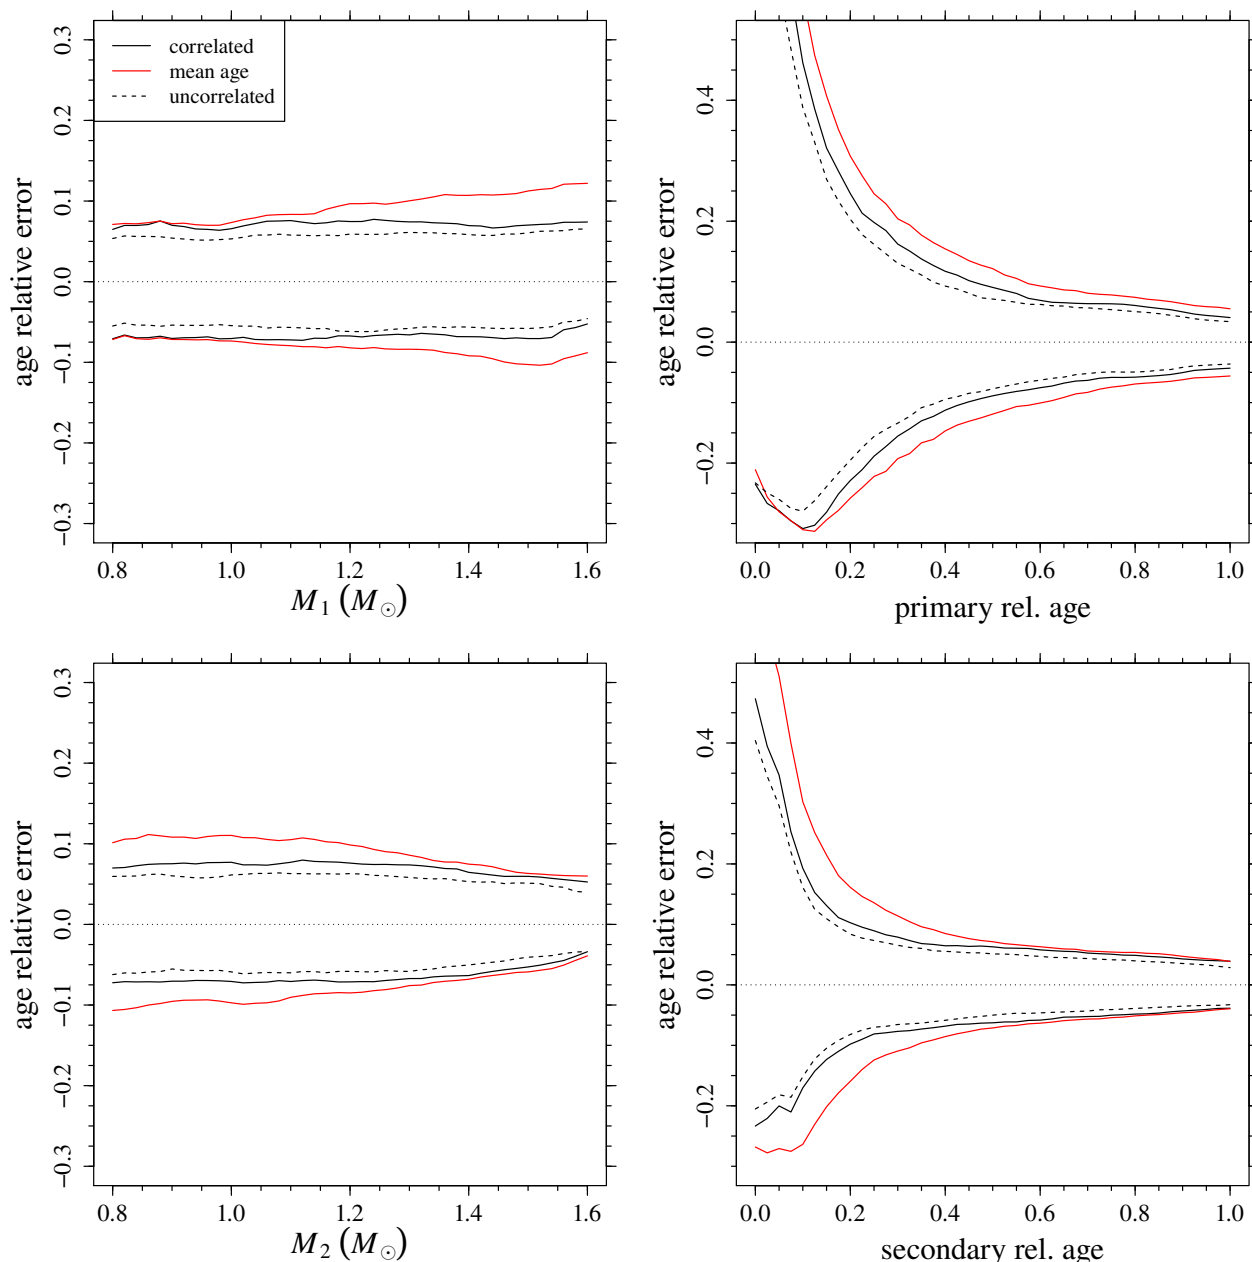 correlated
mean age
uncorrelated
age relative error
0.3
0.2
0.1
0.0
−0.1
−0.2
−0.3
0.8 1.0 1.2 1.4 1.6
M₁ (M☉)
age relative error
0.4
0.2
0.0
−0.2
0.0 0.2 0.4 0.6 0.8 1.0
primary rel. age
age relative error
0.3
0.2
0.1
0.0
−0.1
−0.2
−0.3
0.8 1.0 1.2 1.4 1.6
M₂ (M☉)
age relative error
0.4
0.2
0.0
−0.2
0.0 0.2 0.4 0.6 0.8 1.0
secondary rel. age